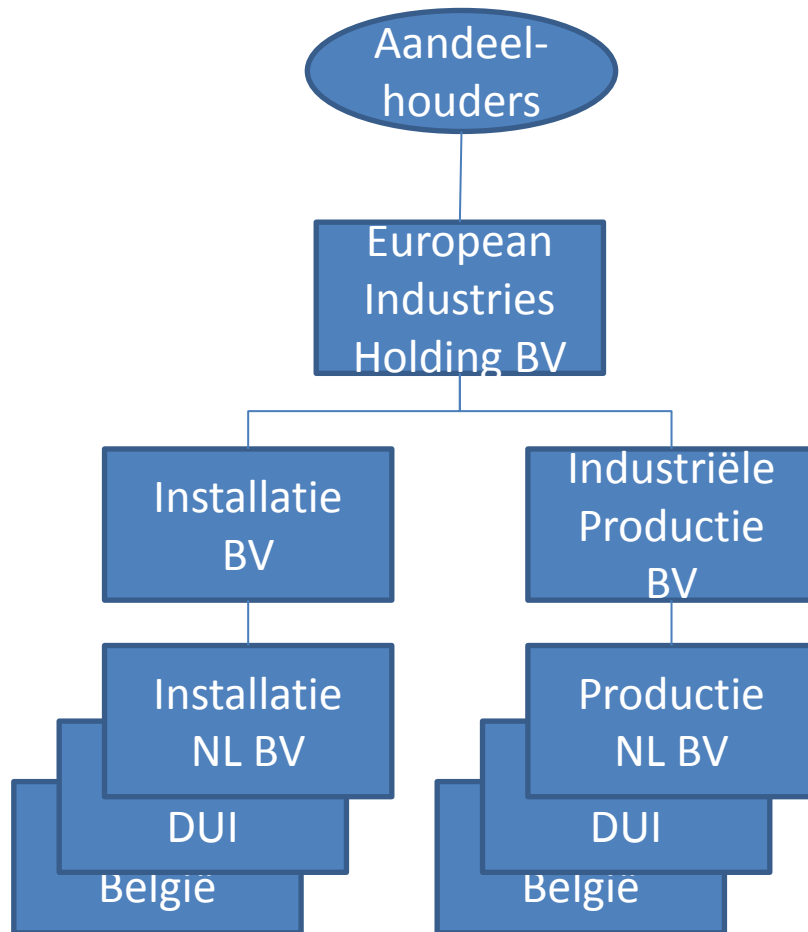 Aandeel-
houders
European
Industries
Holding BV
Installatie
BV
Industriële
Productie
BV
Installatie
NL BV
DUI
België
Productie
NL BV
DUI
België